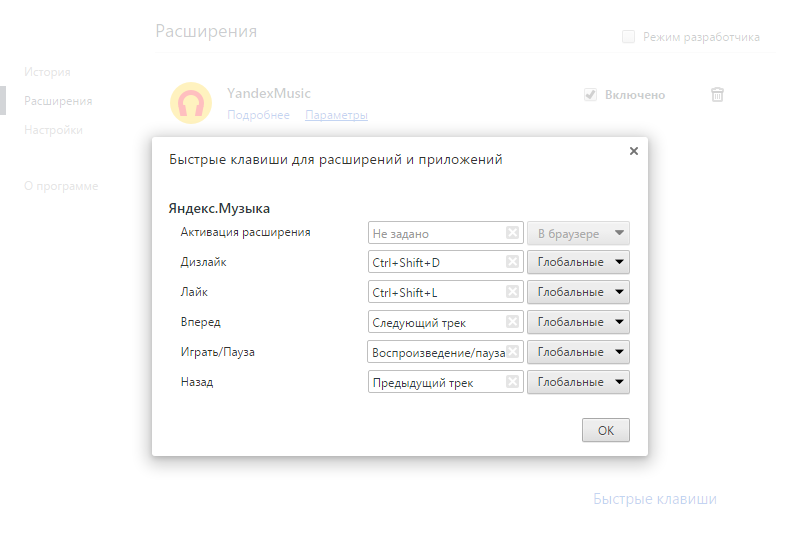 Расширения
Режим разработчика
История
Расширения
Настройки
О программе
YandexMusic
Включено
Подробнее Параметры
Быстрые клавиши для расширений и приложений
Яндекс.Музыка
Активация расширения Не задано В браузере
Дизлайк Ctrl+Shift+D Глобальные
Лайк Ctrl+Shift+L Глобальные
Вперед Следующий трек Глобальные
Играть/Пауза Воспроизведение/пауза Глобальные
Назад Предыдущий трек Глобальные
ОК
Быстрые клавиши